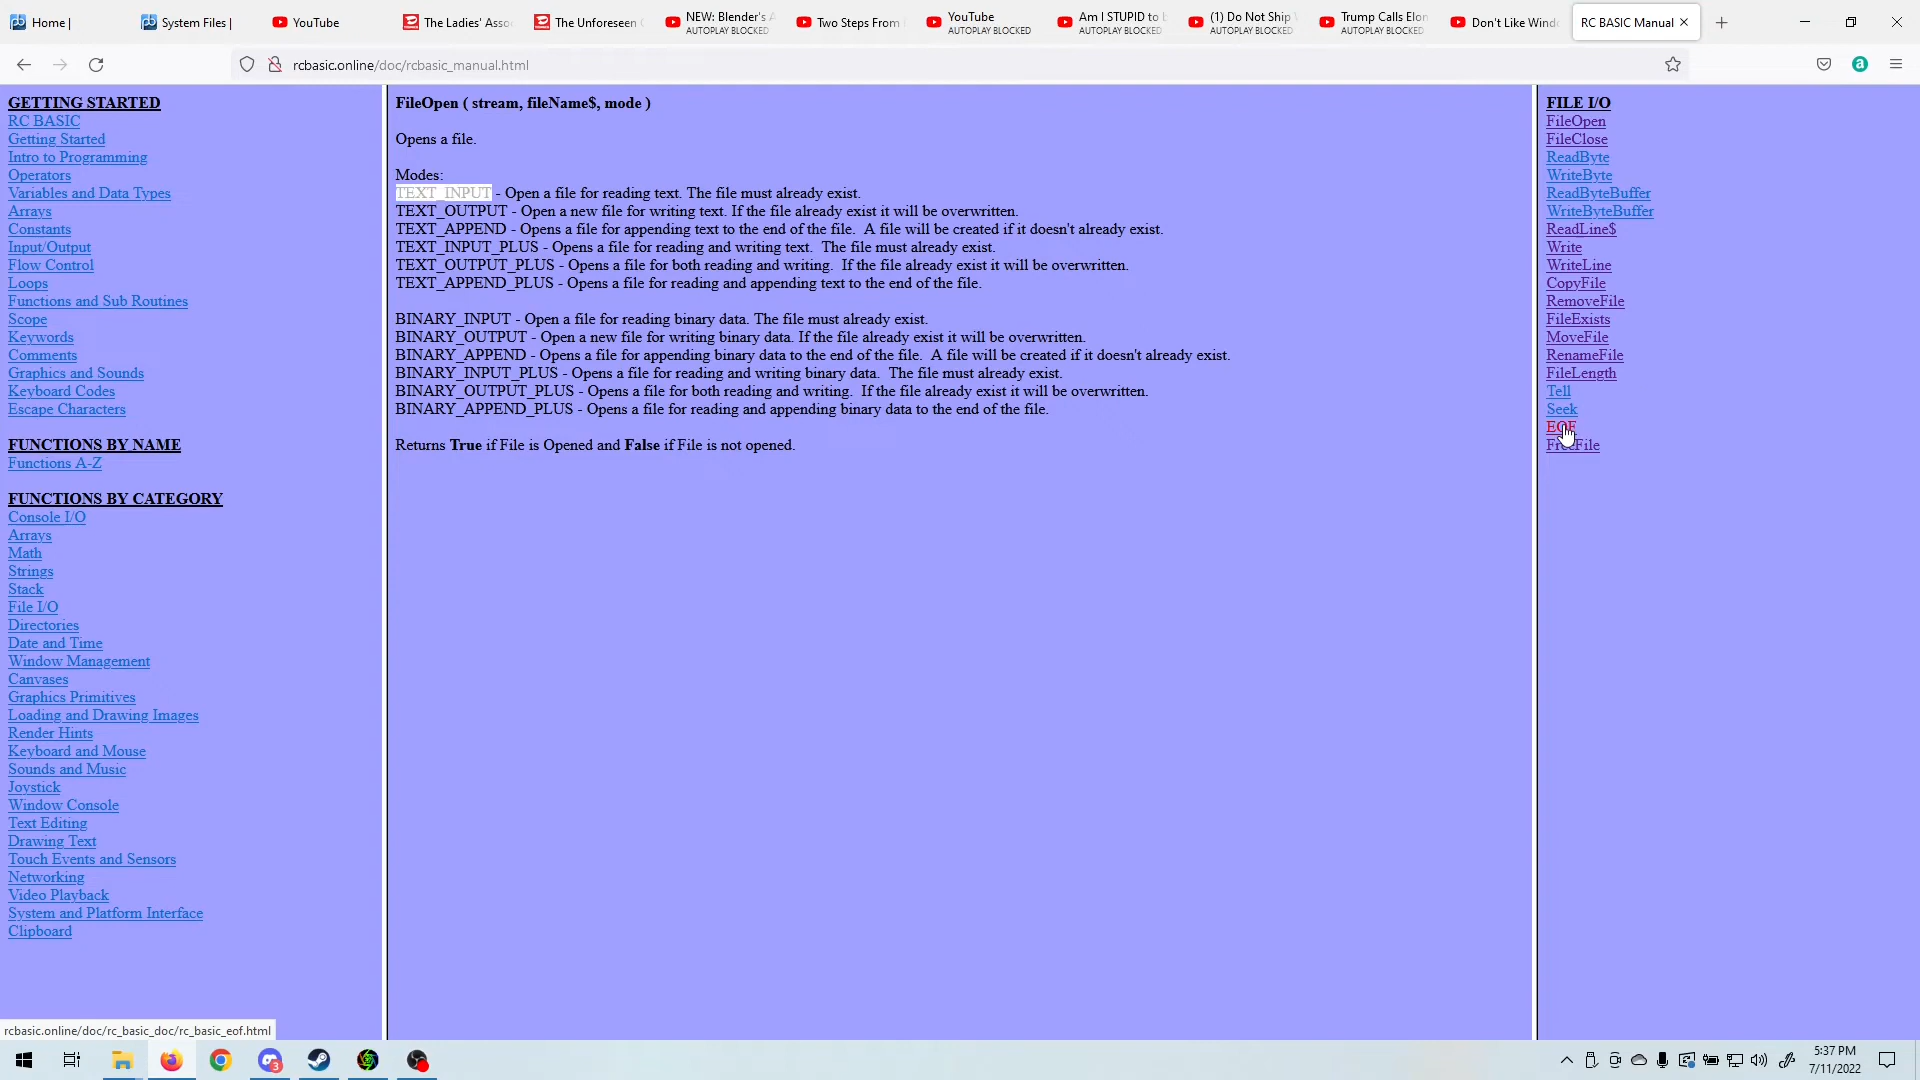 Home |
System Files |
YouTube
The Ladies' Asso
The Unforeseen
NEW: Blender's A
AUTOPLAY BLOCKED
Two Steps From
YouTube
AUTOPLAY BLOCKED
Am I STUPID to b
AUTOPLAY BLOCKED
(1) Do Not Ship
AUTOPLAY BLOCKED
Trump Calls Elon
AUTOPLAY BLOCKED
Don't Like Wind
RC BASIC Manual
rcbasic.online/doc/rcbasic_manual.html
GETTING STARTED
RC BASIC
Getting Started
Intro to Programming
Operators
Variables and Data Types
Arrays
Constants
Input/Output
Flow Control
Loops
Functions and Sub Routines
Scope
Keywords
Comments
Graphics and Sounds
Keyboard Codes
Escape Characters
FUNCTIONS BY NAME
Functions A-Z
FUNCTIONS BY CATEGORY
Console I/O
Arrays
Math
Strings
Stack
File I/O
Directories
Date and Time
Window Management
Canvases
Graphics Primitives
Loading and Drawing Images
Render Hints
Keyboard and Mouse
Sounds and Music
Joystick
Window Console
Text Editing
Drawing Text
Touch Events and Sensors
Networking
Video Playback
System and Platform Interface
Clipboard
FileOpen ( stream, fileName$, mode )
Opens a file.
Modes:
TEXT_INPUT - Open a file for reading text. The file must already exist.
TEXT_OUTPUT - Open a new file for writing text. If the file already exist it will be overwritten.
TEXT_APPEND - Opens a file for appending text to the end of the file.  A file will be created if it doesn't already exist.
TEXT_INPUT_PLUS - Opens a file for reading and writing text.  The file must already exist.
TEXT_OUTPUT_PLUS - Opens a file for both reading and writing.  If the file already exist it will be overwritten.
TEXT_APPEND_PLUS - Opens a file for reading and appending text to the end of the file.
BINARY_INPUT - Open a file for reading binary data. The file must already exist.
BINARY_OUTPUT - Open a new file for writing binary data. If the file already exist it will be overwritten.
BINARY_APPEND - Opens a file for appending binary data to the end of the file.  A file will be created if it doesn't already exist.
BINARY_INPUT_PLUS - Opens a file for reading and writing binary data.  The file must already exist.
BINARY_OUTPUT_PLUS - Opens a file for both reading and writing.  If the file already exist it will be overwritten.
BINARY_APPEND_PLUS - Opens a file for reading and appending binary data to the end of the file.
Returns True if File is Opened and False if File is not opened.
FILE I/O
FileOpen
FileClose
ReadByte
WriteByte
ReadByteBuffer
WriteByteBuffer
ReadLine$
Write
WriteLine
CopyFile
RemoveFile
FileExists
MoveFile
RenameFile
FileLength
Tell
Seek
EOF
FreeFile
rcbasic.online/doc/rc_basic_doc/rc_basic_eof.html
3
5:37 PM
7/11/2022